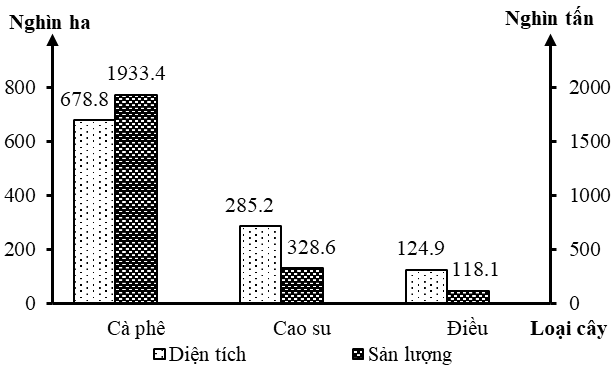 Nghìn ha
Nghìn tấn
1933.4
800
678.8
2000
600
1500
400
1000
285.2
200
328.6
124.9
500
118.1
0
0
Cà phê
Cao su
Điều
Loại cây
Diện tích
Sản lượng